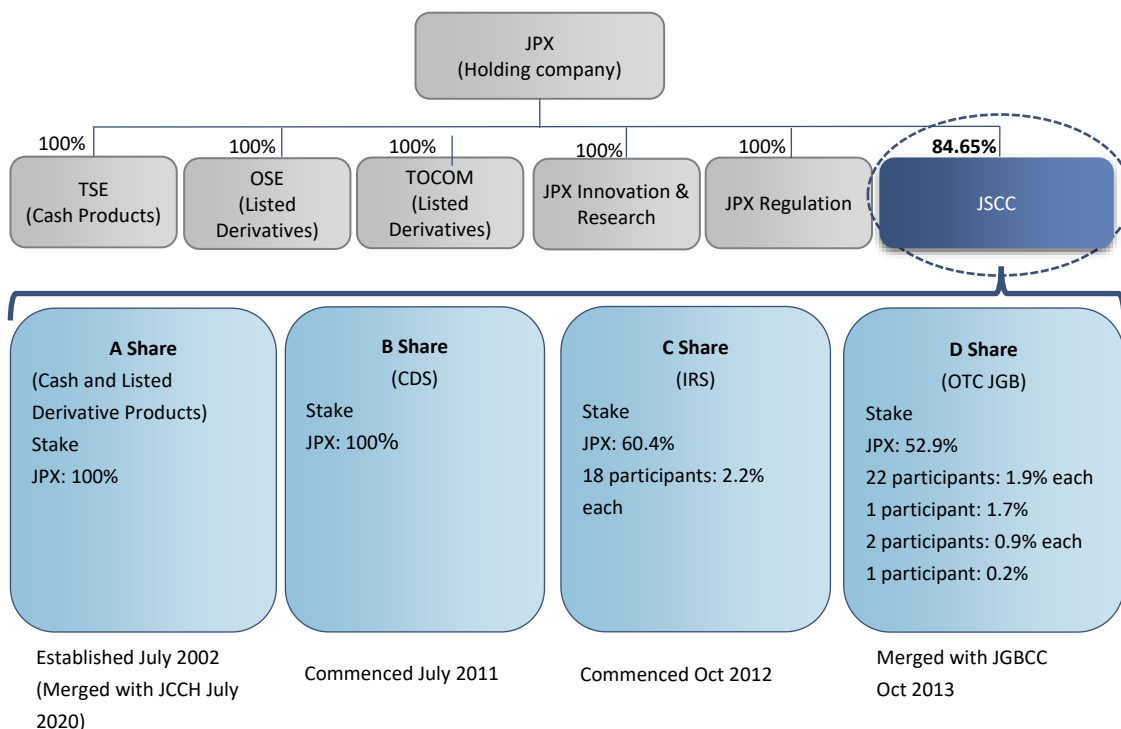 JPX
(Holding company)
100%
100%
100%
100%
100%
84.65%
TSE
(Cash Products)
OSE
(Listed
Derivatives)
TOCOM
(Listed
Derivatives)
JPX Innovation &
Research
JPX Regulation
JSCC
A Share
(Cash and Listed
Derivative Products)
Stake
JPX: 100%
B Share
(CDS)
Stake
JPX: 100%
C Share
(IRS)
Stake
JPX: 60.4%
18 participants: 2.2%
each
D Share
(OTC JGB)
Stake
JPX: 52.9%
22 participants: 1.9% each
1 participant: 1.7%
2 participants: 0.9% each
1 participant: 0.2%
Established July 2002
(Merged with JCCH July
2020)
Commenced July 2011
Commenced Oct 2012
Merged with JGBCC
Oct 2013